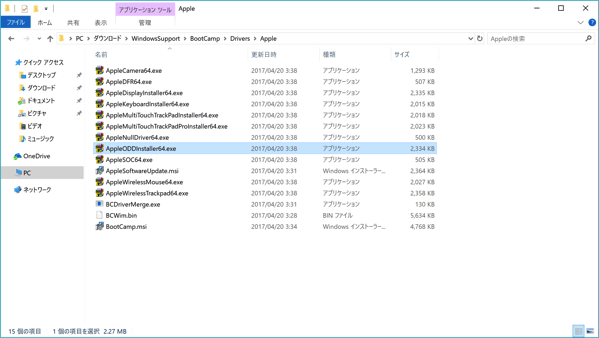 アプリケーション ツール Apple
ファイル ホーム 共有 表示 管理
PC > ダウンロード > WindowsSupport > BootCamp > Drivers > Apple Appleの検索
名前 更新日時 種類 サイズ
クイック アクセス
デスクトップ
ダウンロード
ドキュメント
ピクチャ
ビデオ
ミュージック
OneDrive
PC
ネットワーク
AppleCamera64.exe 2017/04/20 3:38 アプリケーション 1,293 KB
AppleDFR64.exe 2017/04/20 3:38 アプリケーション 507 KB
AppleDisplayInstaller64.exe 2017/04/20 3:38 アプリケーション 2,335 KB
AppleKeyboardInstaller64.exe 2017/04/20 3:38 アプリケーション 2,015 KB
AppleMultiTouchTrackPadInstaller64.exe 2017/04/20 3:38 アプリケーション 2,018 KB
AppleMultiTouchTrackPadProInstaller64.exe 2017/04/20 3:38 アプリケーション 2,023 KB
AppleNullDriver64.exe 2017/04/20 3:38 アプリケーション 505 KB
AppleODDInstaller64.exe 2017/04/20 3:38 アプリケーション 2,334 KB
AppleSOC64.exe 2017/04/20 3:38 アプリケーション 505 KB
AppleSoftwareUpdate.msi 2017/04/20 3:31 Windows インストーラー... 2,364 KB
AppleWirelessMouse64.exe 2017/04/20 3:38 アプリケーション 2,027 KB
AppleWirelessTrackpad64.exe 2017/04/20 3:38 アプリケーション 2,358 KB
BCDriverMerge.exe 2017/04/20 3:31 アプリケーション 130 KB
BCWim.bin 2017/04/20 3:28 BIN ファイル 5,634 KB
BootCamp.msi 2017/04/20 3:34 Windows インストーラー... 4,768 KB
15 個の項目 1 個の項目を選択 2.27 MB